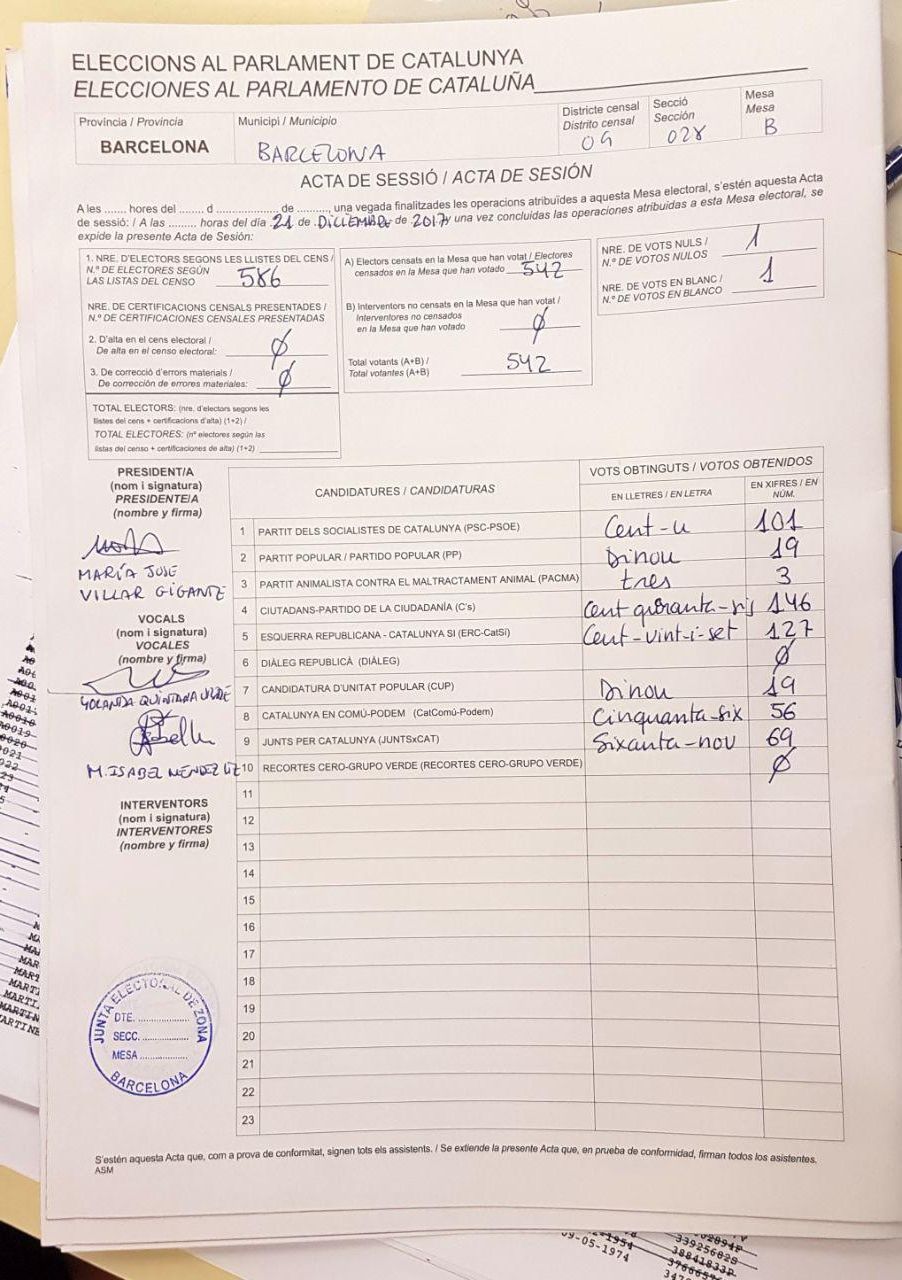 ELECCIONS AL PARLAMENT DE CATALUNYA
ELECCIONES AL PARLAMENTO DE CATALUÑA
Província / Provincia
BARCELONA
Municipi / Municipio
BARCELONA
Districte censal
Distrito censal
09
Secció
Sección
028
Mesa
Mesa
B
ACTA DE SESSIÓ / ACTA DE SESIÓN
A les ....... hores del ........ d .................... de .........., una vegada finalitzades les operacions atribuïdes a aquesta Mesa electoral, s'estén aquesta Acta
de sessió: / A las ......... horas del día 21 de DICIEMBRE de 2017 una vez concluidas las operaciones atribuidas a esta Mesa electoral, se
expide la presente Acta de Sesión:
1. NRE. D'ELECTORS SEGONS LES LLISTES DEL CENS /
N.º DE ELECTORES SEGÚN
LAS LISTAS DEL CENSO 586
NRE. DE CERTIFICACIONS CENSALS PRESENTADES /
N.º DE CERTIFICACIONES CENSALES PRESENTADAS
2. D'alta en el cens electoral /
De alta en el censo electoral: Ø
3. De correcció d'errors materials /
De corrección de errores materiales: Ø
TOTAL ELECTORS: (nre. d'electors segons les
llistes del cens + certificacions d'alta) (1+2) /
TOTAL ELECTORES: (nº electores según las
listas del censo + certificaciones de alta) (1+2)
A) Electors censats en la Mesa que han votat / Electores
censados en la Mesa que han votado 542
B) Interventors no censats en la Mesa que han votat /
Interventores no censados
en la Mesa que han votado Ø
Total votants (A+B) /
Total votantes (A+B) 542
NRE. DE VOTS NULS /
N.º DE VOTOS NULOS 1
NRE. DE VOTS EN BLANC /
N.º DE VOTOS EN BLANCO 1
PRESIDENT/A
(nom i signatura)
PRESIDENTE/A
(nombre y firma)
MARÍA JOSE
VILLAR GIGANTE
VOCALS
(nom i signatura)
VOCALES
(nombre y firma)
YOLANDA QUINTANA
M. ISABEL MÉNDEZ
INTERVENTORS
(nom i signatura)
INTERVENTORES
(nombre y firma)
CANDIDATURES / CANDIDATURAS
VOTS OBTINGUTS / VOTOS OBTENIDOS
EN LLETRES / EN LETRA
EN XIFRES / EN
NÚM.
1 PARTIT DELS SOCIALISTES DE CATALUNYA (PSC-PSOE) Cent-u 101
2 PARTIT POPULAR / PARTIDO POPULAR (PP) Dinou 19
3 PARTIT ANIMALISTA CONTRA EL MALTRACTAMENT ANIMAL (PACMA) tres 3
4 CIUTADANS-PARTIDO DE LA CIUDADANÍA (C's) Cent quaranta-sis 146
5 ESQUERRA REPUBLICANA - CATALUNYA SI (ERC-CatSí) Cent-vint-i-set 127
6 DIÀLEG REPUBLICÀ (DIÀLEG) Ø
7 CANDIDATURA D'UNITAT POPULAR (CUP) Dinou 19
8 CATALUNYA EN COMÚ-PODEM (CatComú-Podem) Cinquanta-six 56
9 JUNTS PER CATALUNYA (JUNTSxCAT) Sixanta-nov 69
10 RECORTES CERO-GRUPO VERDE (RECORTES CERO-GRUPO VERDE) Ø
11
12
13
14
15
16
17
18
19
20
21
22
23
JUNTA ELECTORAL DE ZONA
DTE. ..................
SECC. ................
MESA ................
BARCELONA
S'estén aquesta Acta que, com a prova de conformitat, signen tots els assistents. / Se extiende la presente Acta que, en prueba de conformidad, firman todos los asistentes.
ASM
09-05-1974
33925682S
38841833P